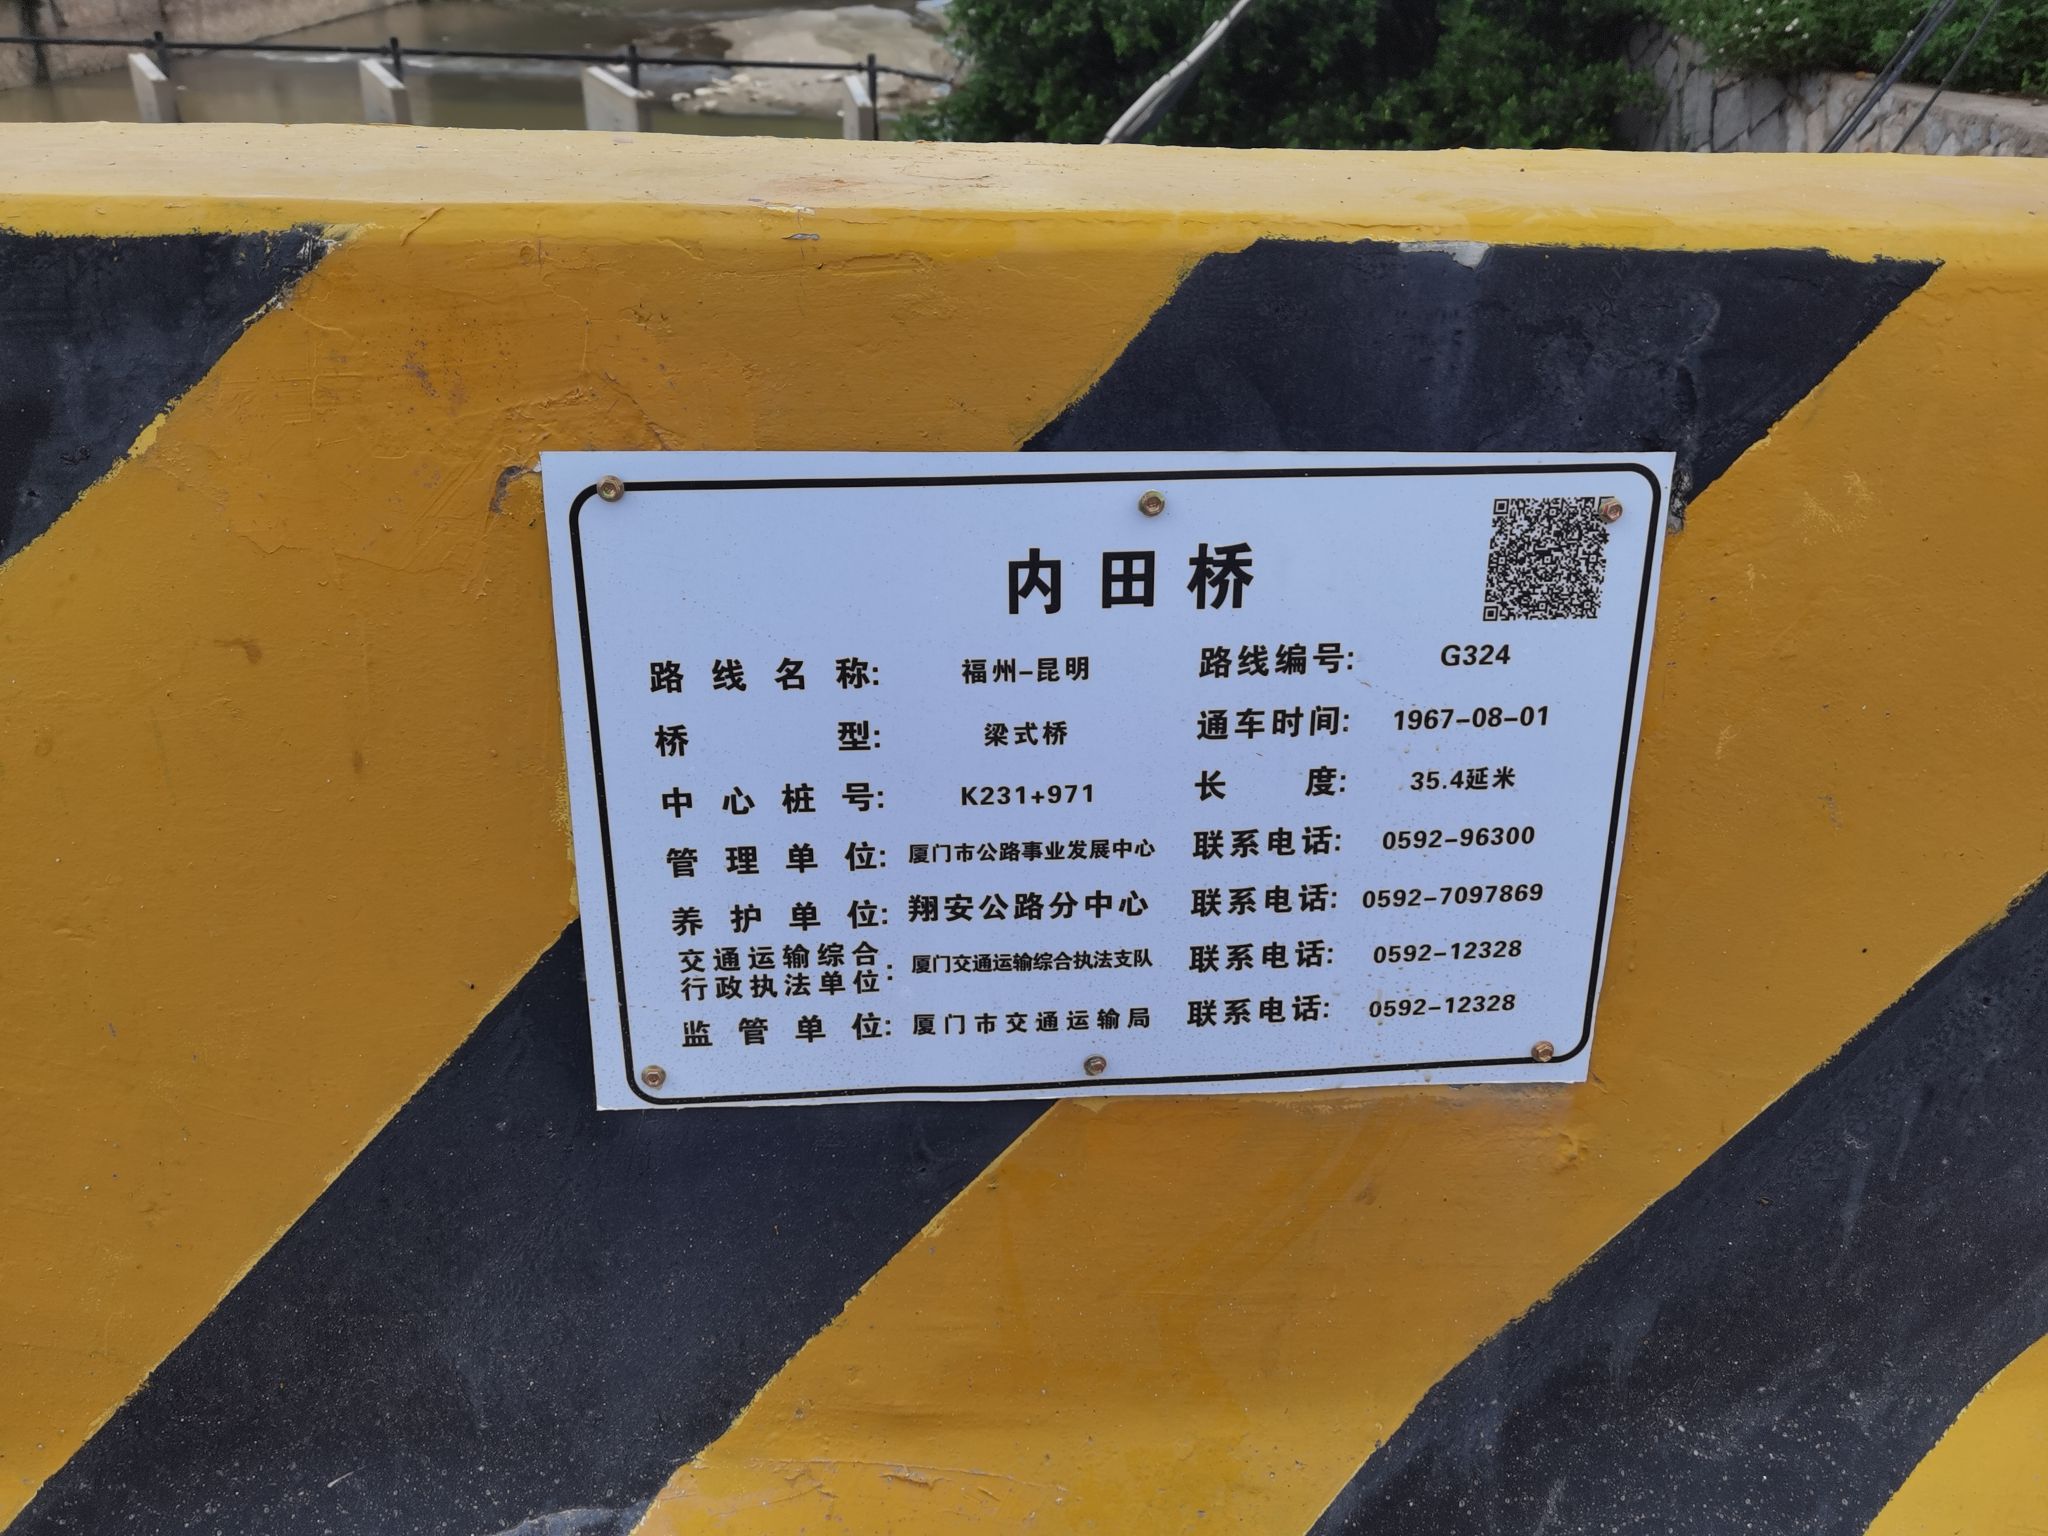 内田桥
路线名称: 福州-昆明 路线编号: G324
桥型: 梁式桥 通车时间: 1967-08-01
中心桩号: K231+971 长度: 35.4延米
管理单位: 厦门市公路事业发展中心 联系电话: 0592-96300
养护单位: 翔安公路分中心 联系电话: 0592-7097869
交通运输综合
行政执法单位: 厦门交通运输综合执法支队 联系电话: 0592-12328
监管单位: 厦门市交通运输局 联系电话: 0592-12328